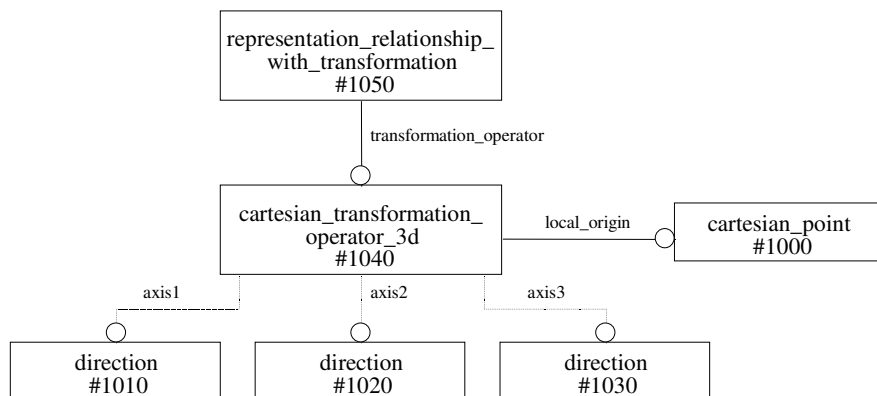 representation_relationship_
with_transformation
#1050
transformation_operator
cartesian_transformation_
operator_3d
#1040
local_origin
cartesian_point
#1000
axis1
axis2
axis3
direction
#1010
direction
#1020
direction
#1030